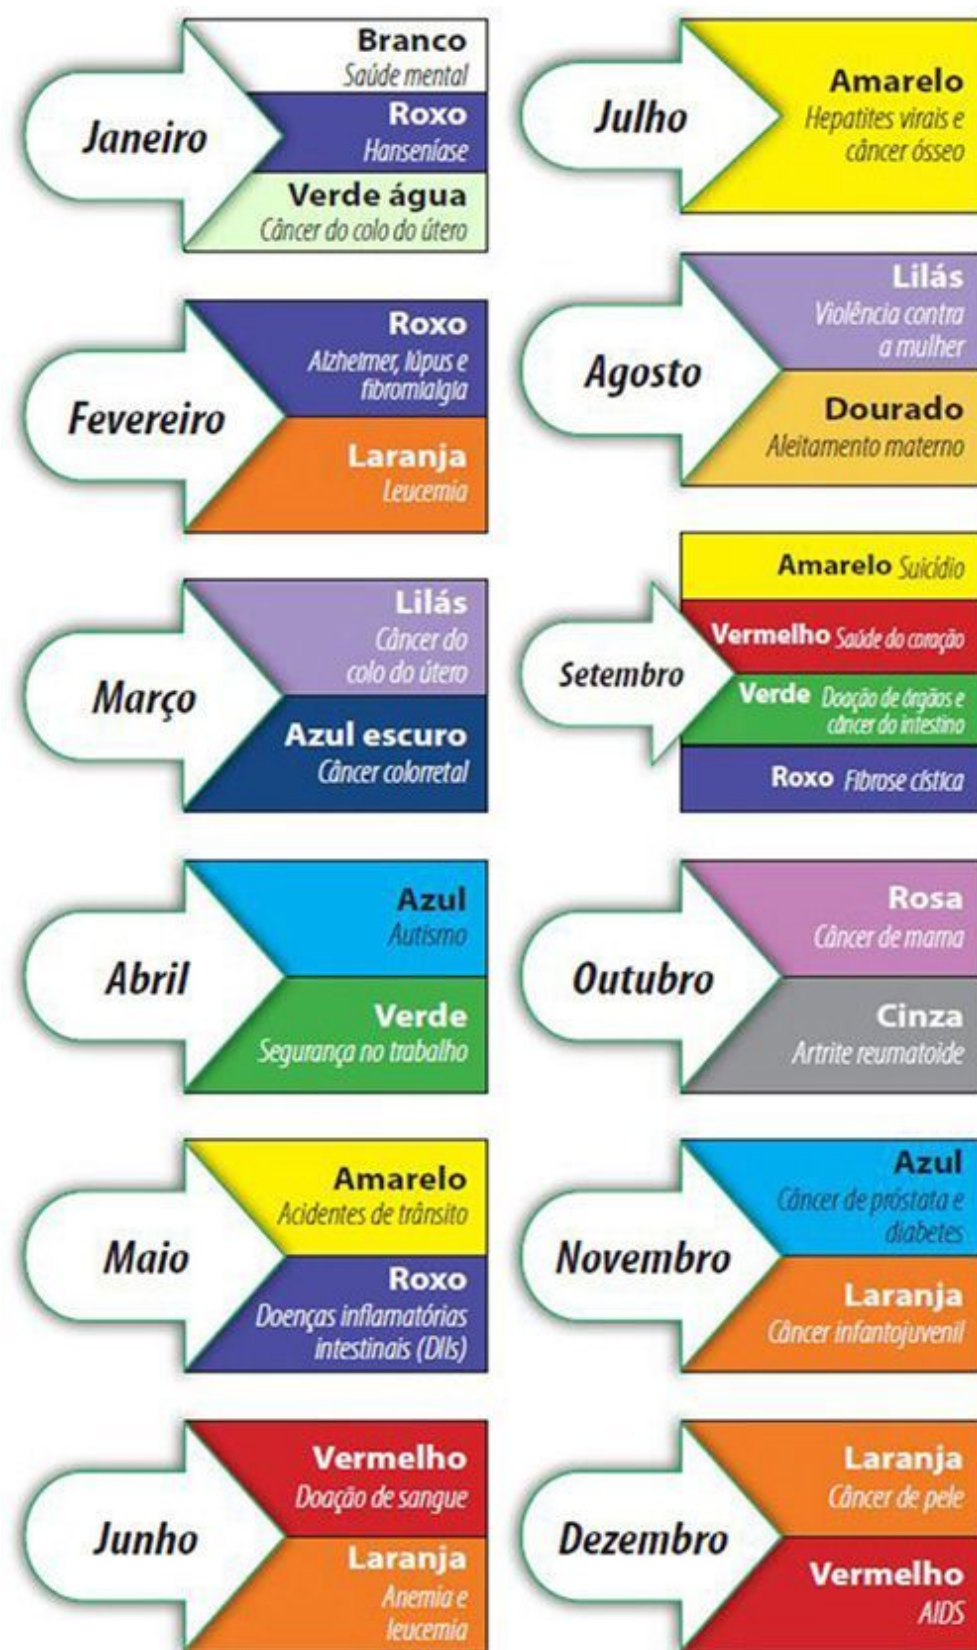 Janeiro
Branco
Saúde mental
Roxo
Hanseníase
Verde água
Câncer do colo do útero
Fevereiro
Roxo
Alzheimer, lúpus e
fibromialgia
Laranja
Leucemia
Março
Lilás
Câncer do
colo do útero
Azul escuro
Câncer colorretal
Abril
Azul
Autismo
Verde
Segurança no trabalho
Maio
Amarelo
Acidentes de trânsito
Roxo
Doenças inflamatórias
intestinais (DIIs)
Junho
Vermelho
Doação de sangue
Laranja
Anemia e
leucemia
Julho
Amarelo
Hepatites virais e
câncer ósseo
Agosto
Lilás
Violência contra
a mulher
Dourado
Aleitamento materno
Setembro
Amarelo Suicídio
Vermelho Saúde do coração
Verde Doação de órgãos e
câncer do intestino
Roxo Fibrose cística
Outubro
Rosa
Câncer de mama
Cinza
Artrite reumatoide
Novembro
Azul
Câncer de próstata e
diabetes
Laranja
Câncer infantojuvenil
Dezembro
Laranja
Câncer de pele
Vermelho
AIDS